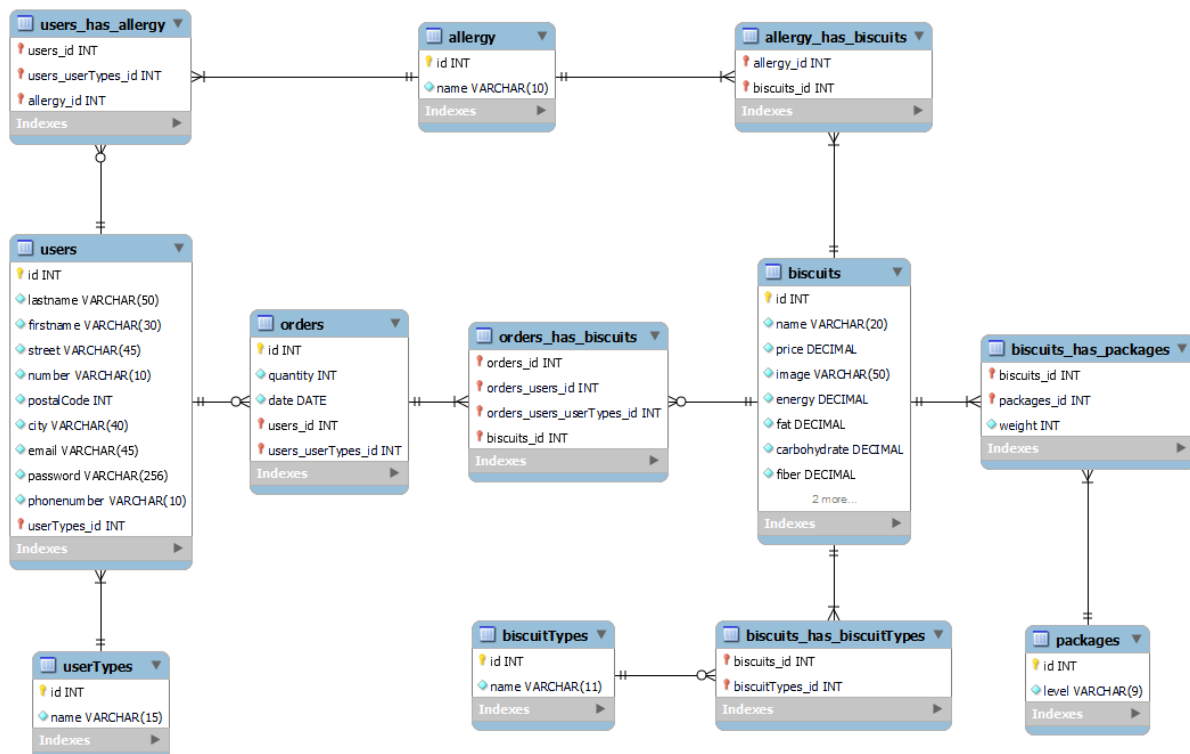 users_has_allergy
users_id INT
users_userTypes_id INT
allergy_id INT
Indexes
allergy
id INT
name VARCHAR(10)
Indexes
allergy_has_biscuits
allergy_id INT
biscuits_id INT
Indexes
users
id INT
lastname VARCHAR(50)
firstname VARCHAR(30)
street VARCHAR(45)
number VARCHAR(10)
postalCode INT
city VARCHAR(40)
email VARCHAR(45)
password VARCHAR(256)
phonenumber VARCHAR(10)
userTypes_id INT
Indexes
orders
id INT
quantity INT
date DATE
users_id INT
users_userTypes_id INT
Indexes
orders_has_biscuits
orders_id INT
orders_users_id INT
orders_users_userTypes_id INT
biscuits_id INT
Indexes
biscuits
id INT
name VARCHAR(20)
price DECIMAL
image VARCHAR(50)
energy DECIMAL
fat DECIMAL
carbohydrate DECIMAL
fiber DECIMAL
2 more...
Indexes
biscuits_has_packages
biscuits_id INT
packages_id INT
weight INT
Indexes
userTypes
id INT
name VARCHAR(15)
Indexes
biscuitTypes
id INT
name VARCHAR(11)
Indexes
biscuits_has_biscuitTypes
biscuits_id INT
biscuitTypes_id INT
Indexes
packages
id INT
level VARCHAR(9)
Indexes